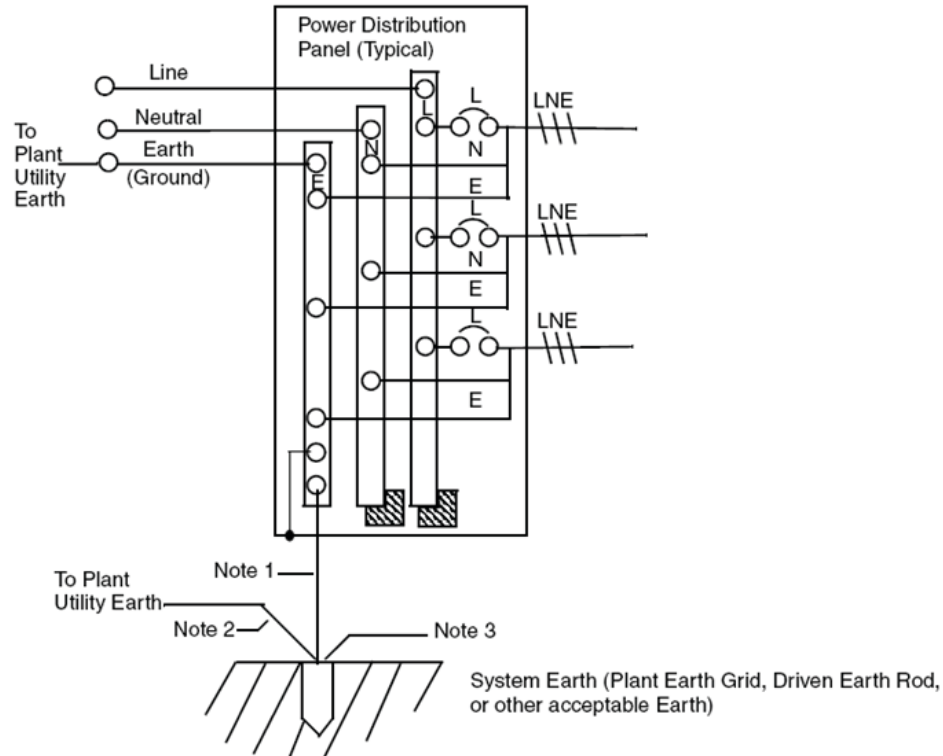 Power Distribution
Panel (Typical)
Line
Neutral
To
Plant
Utility
Earth
Earth
(Ground)
L
N
E
L
N
E
L
N
E
L
E
LNE
LNE
LNE
Note 1
To Plant
Utility Earth
Note 2
Note 3
System Earth (Plant Earth Grid, Driven Earth Rod,
or other acceptable Earth)